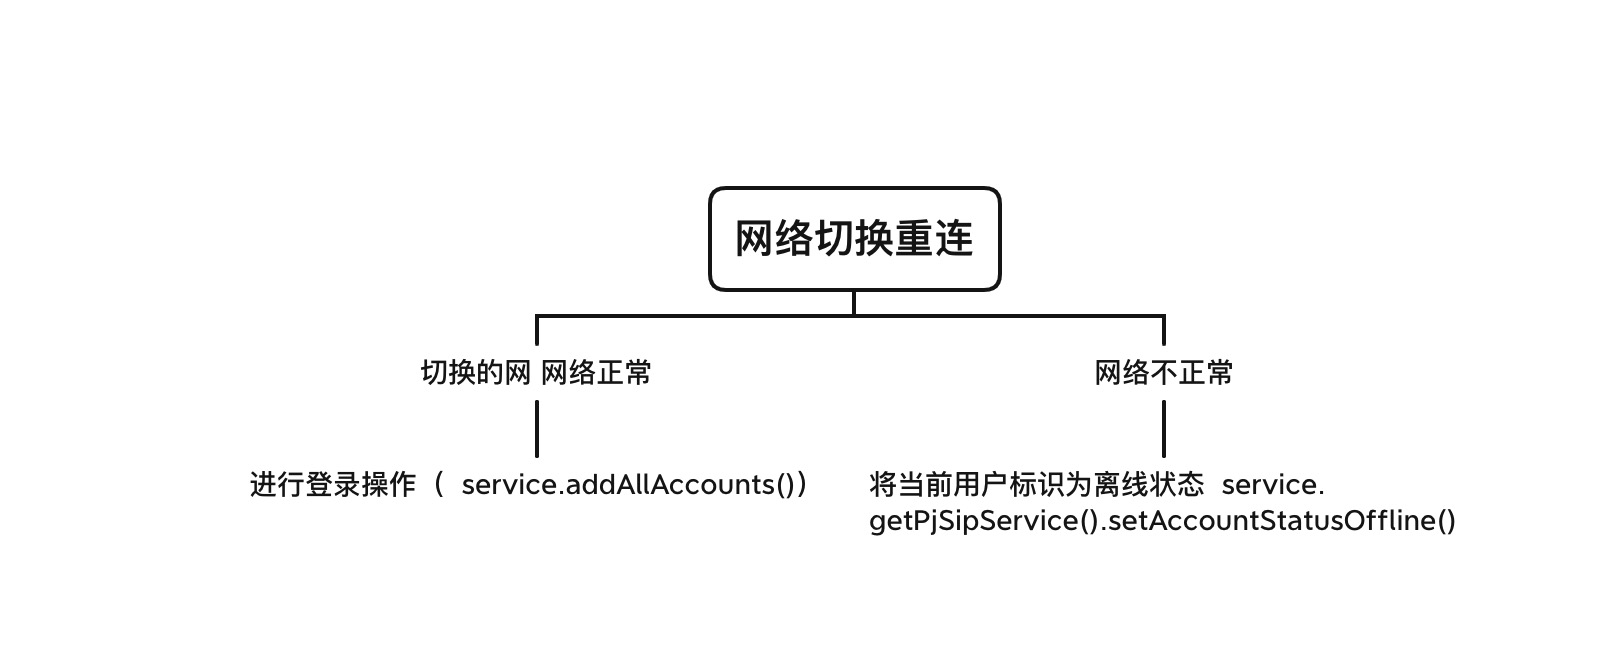 网络切换重连
切换的网 网络正常
网络不正常
进行登录操作（ service.addAllAccounts()）
将当前用户标识为离线状态 service.
getPjSipService().setAccountStatusOffline()